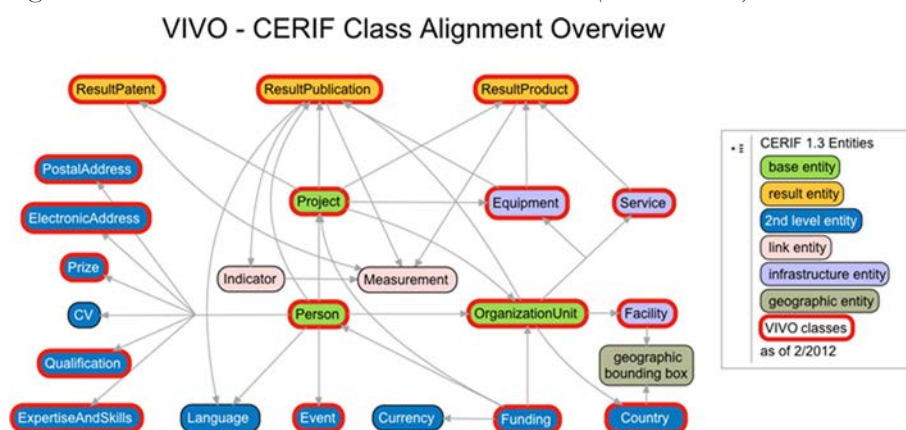 VIVO - CERIF Class Alignment Overview
ResultPatent
ResultPublication
ResultProduct
CERIF 1.3 Entities
base entity
result entity
2nd level entity
link entity
infrastructure entity
geographic entity
VIVO classes
as of 2/2012
PostalAddress
ElectronicAddress
Project
Equipment
Service
Prize
Indicator
Measurement
CV
Person
OrganizationUnit
Facility
Qualification
geographic
bounding box
ExpertiseAndSkills
Language
Event
Currency
Funding
Country